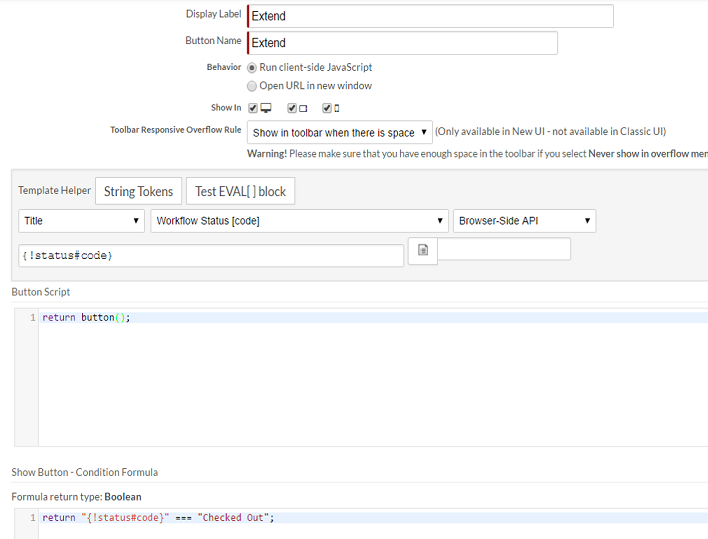 Display Label Extend
Button Name Extend
Behavior Run client-side JavaScript
Open URL in new window
Show In
Toolbar Responsive Overflow Rule Show in toolbar when there is space (Only available in New UI - not available in Classic UI)
Warning! Please make sure that you have enough space in the toolbar if you select Never show in overflow men
Template Helper String Tokens Test EVAL[ ] block
Title Workflow Status [code] Browser-Side API
{!status#code}
Button Script
1 return button();
Show Button - Condition Formula
Formula return type: Boolean
1 return "{!status#code}" === "Checked Out";